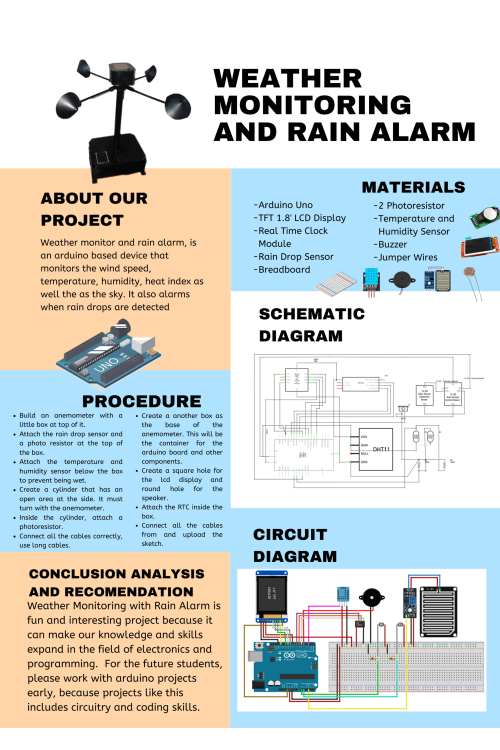 WEATHER
MONITORING
AND RAIN ALARM
ABOUT OUR
PROJECT
Weather monitor and rain alarm, is
an arduino based device that
monitors the wind speed,
temperature, humidity, heat index as
well the as the sky. It also alarms
when rain drops are detected
MATERIALS
-Arduino Uno
-TFT 1.8' LCD Display
-Real Time Clock
Module
-Rain Drop Sensor
-Breadboard
-2 Photoresistor
-Temperature and
Humidity Sensor
-Buzzer
-Jumper Wires
UNO
SCHEMATIC
DIAGRAM
DHT11
PROCEDURE
• Build an anemometer with a
little box at top of it.
• Attach the rain drop sensor and
a photo resistor at the top of
the box.
• Attach the temperature and
humidity sensor below the box
to prevent being wet.
• Create a cylinder that has an
open area at the side. It must
turn with the anemometer.
• Inside the cylinder, attach a
photoresistor.
• Connect all the cables correctly,
use long cables.
• Create a another box as
the base of the
anemometer. This will be
the container for the
arduino board and other
components.
• Create a square hole for
the lcd display and
round hole for the
speaker.
• Attach the RTC inside the
box.
• Connect all the cables
from and upload the
sketch.
CIRCUIT
DIAGRAM
UNO
CONCLUSION ANALYSIS
AND RECOMENDATION
Weather Monitoring with Rain Alarm is
fun and interesting project because it
can make our knowledge and skills
expand in the field of electronics and
programming. For the future students,
please work with arduino projects
early, because projects like this
includes circuitry and coding skills.